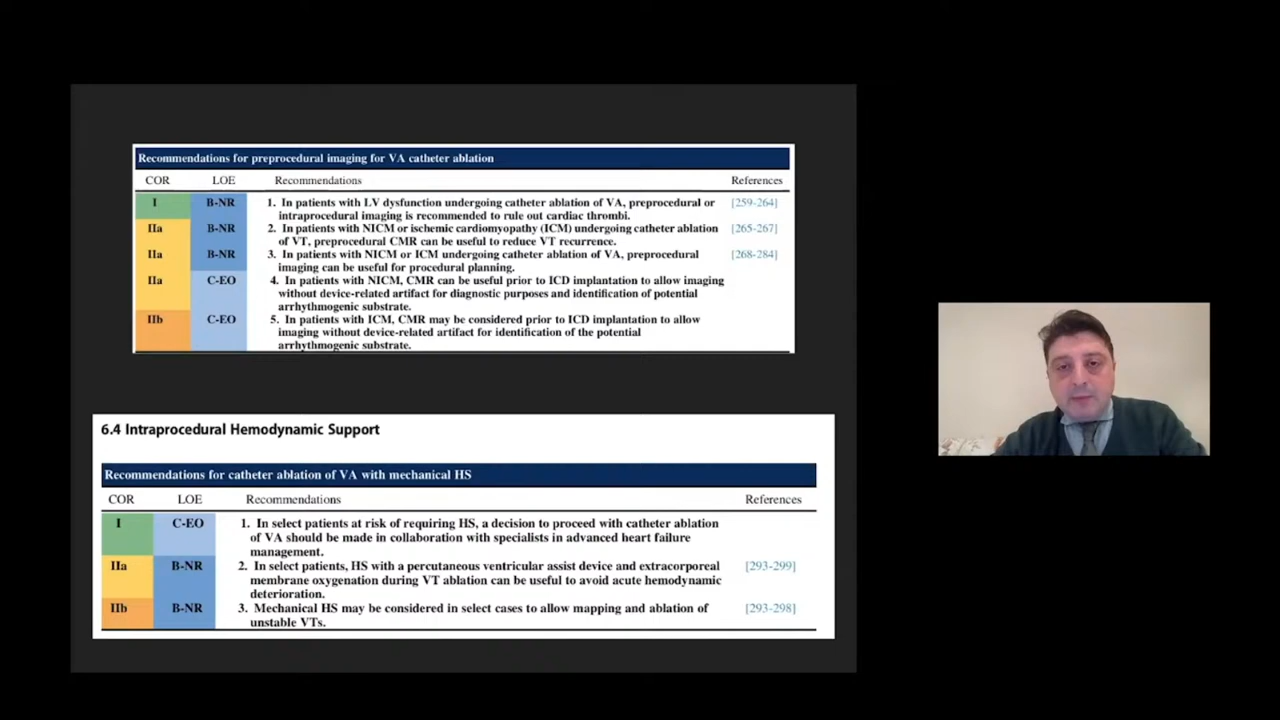 Recommendations for preprocedural imaging for VA catheter ablation
COR LOE Recommendations References
I B-NR 1. In patients with LV dysfunction undergoing catheter ablation of VA, preprocedural or [259-264]
intraprocedural imaging is recommended to rule out cardiac thrombi.
IIa B-NR 2. In patients with NICM or ischemic cardiomyopathy (ICM) undergoing catheter ablation [265-267]
of VT, preprocedural CMR can be useful to reduce VT recurrence.
IIa B-NR 3. In patients with NICM or ICM undergoing catheter ablation of VA, preprocedural [268-284]
imaging can be useful for procedural planning.
IIa C-EO 4. In patients with NICM, CMR can be useful prior to ICD implantation to allow imaging
without device-related artifact for diagnostic purposes and identification of potential
arrhythmogenic substrate.
IIb C-EO 5. In patients with ICM, CMR may be considered prior to ICD implantation to allow
imaging without device-related artifact for identification of the potential
arrhythmogenic substrate.
6.4 Intraprocedural Hemodynamic Support
Recommendations for catheter ablation of VA with mechanical HS
COR LOE Recommendations References
I C-EO 1. In select patients at risk of requiring HS, a decision to proceed with catheter ablation
of VA should be made in collaboration with specialists in advanced heart failure
management.
IIa B-NR 2. In select patients, HS with a percutaneous ventricular assist device and extracorporeal [293-299]
membrane oxygenation during VT ablation can be useful to avoid acute hemodynamic
deterioration.
IIb B-NR 3. Mechanical HS may be considered in select cases to allow mapping and ablation of [293-298]
unstable VTs.